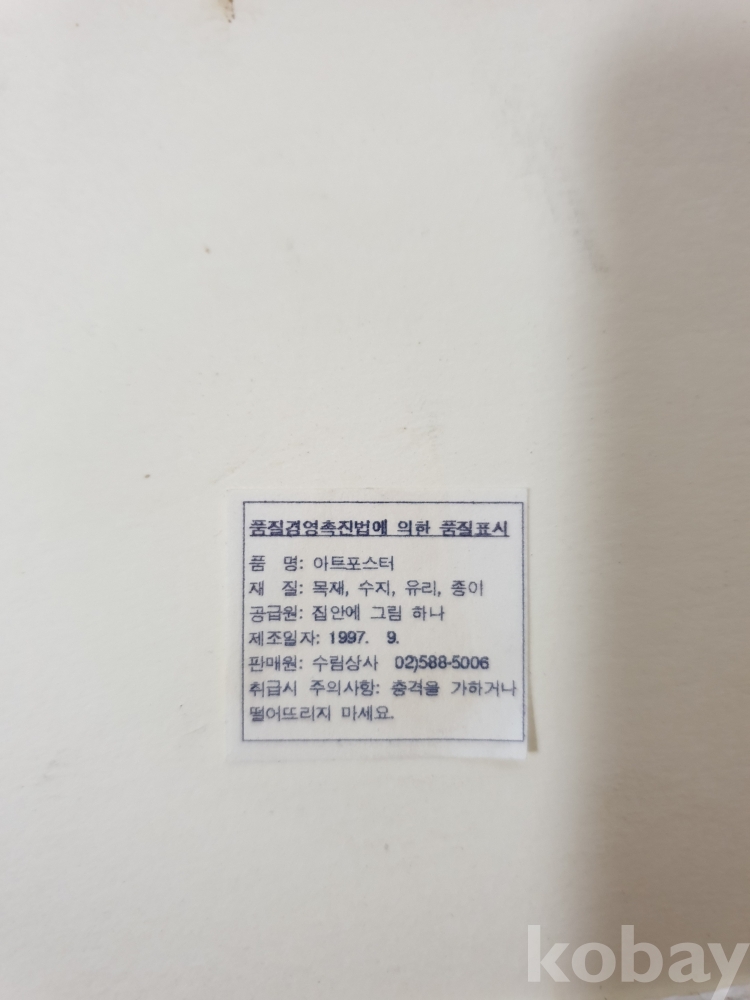 품질경영촉진법에 의한 품질표시
품 명: 아트포스터
재 질: 목재, 수지, 유리, 종이
공급원: 집안에 그림 하나
제조일자: 1997. 9.
판매원: 수림상사 02)588-5006
취급시 주의사항: 충격을 가하거나
떨어뜨리지 마세요.
kobay